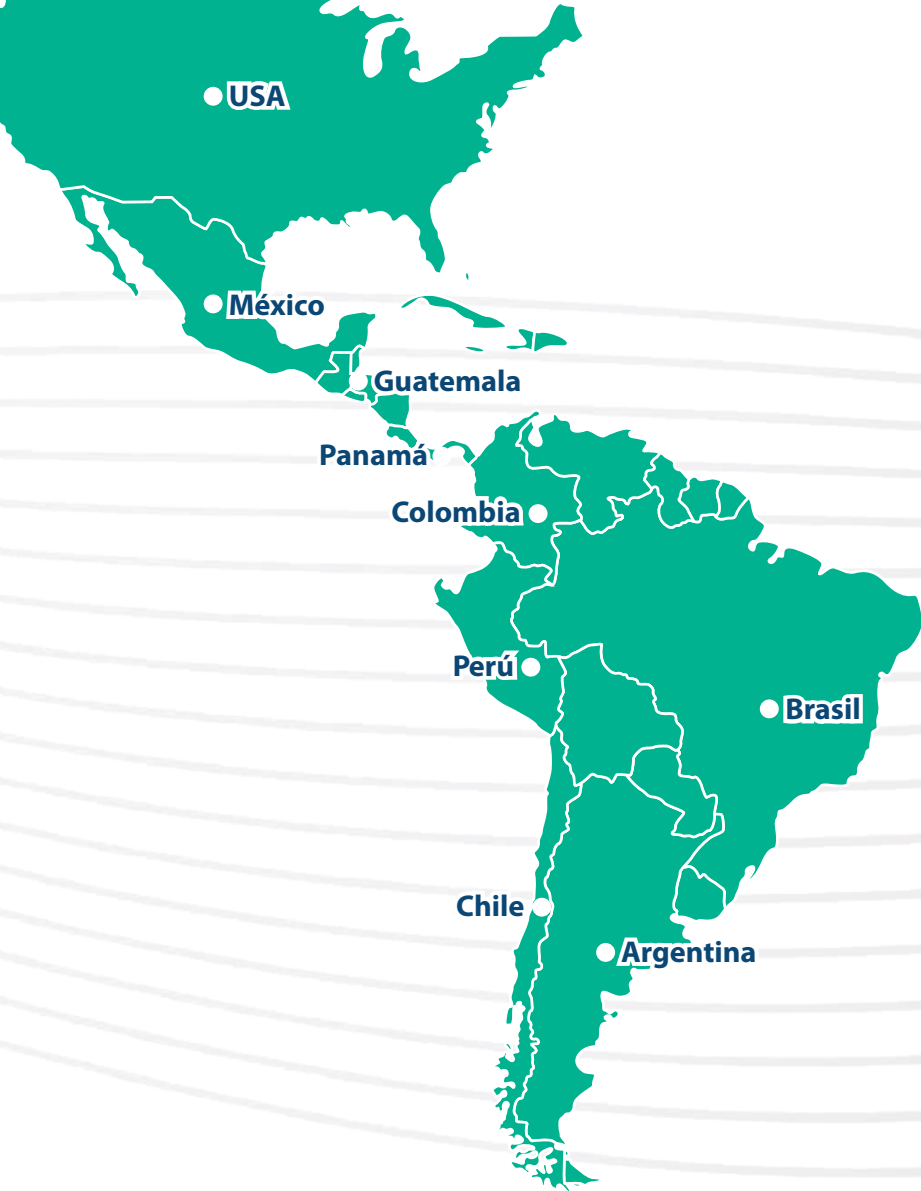 USA
México
Guatemala
Panamá
Colombia
Perú
Brasil
Chile
Argentina